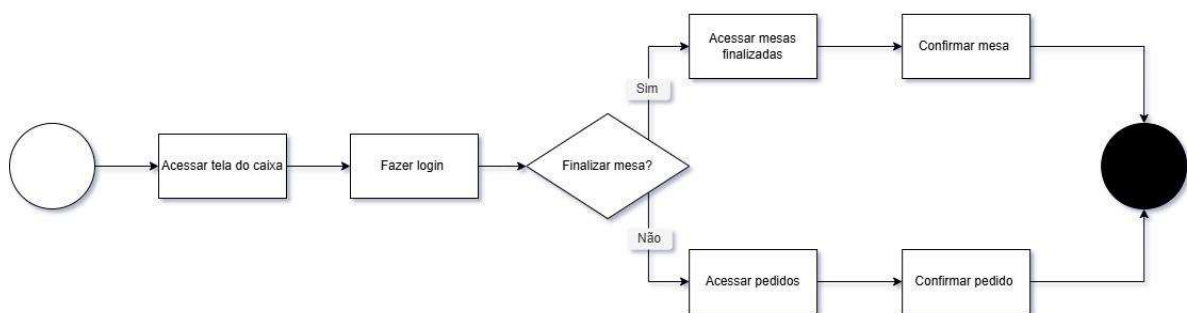 Acessar mesas
finalizadas
Confirmar mesa
Sim
Acessar tela do caixa
Fazer login
Finalizar mesa?
Não
Acessar pedidos
Confirmar pedido